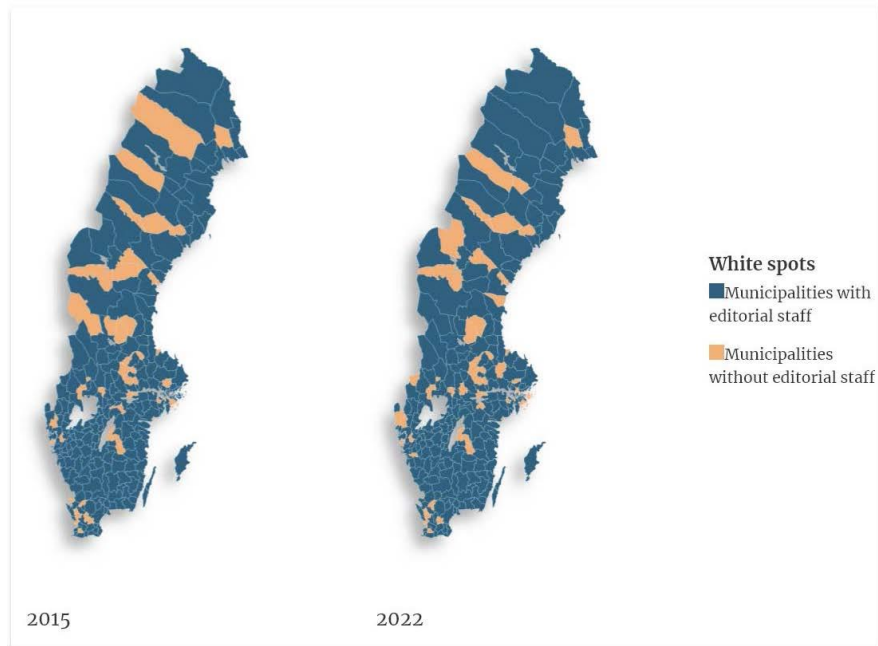 White spots
Municipalities with
editorial staff
Municipalities
without editorial staff
2015
2022